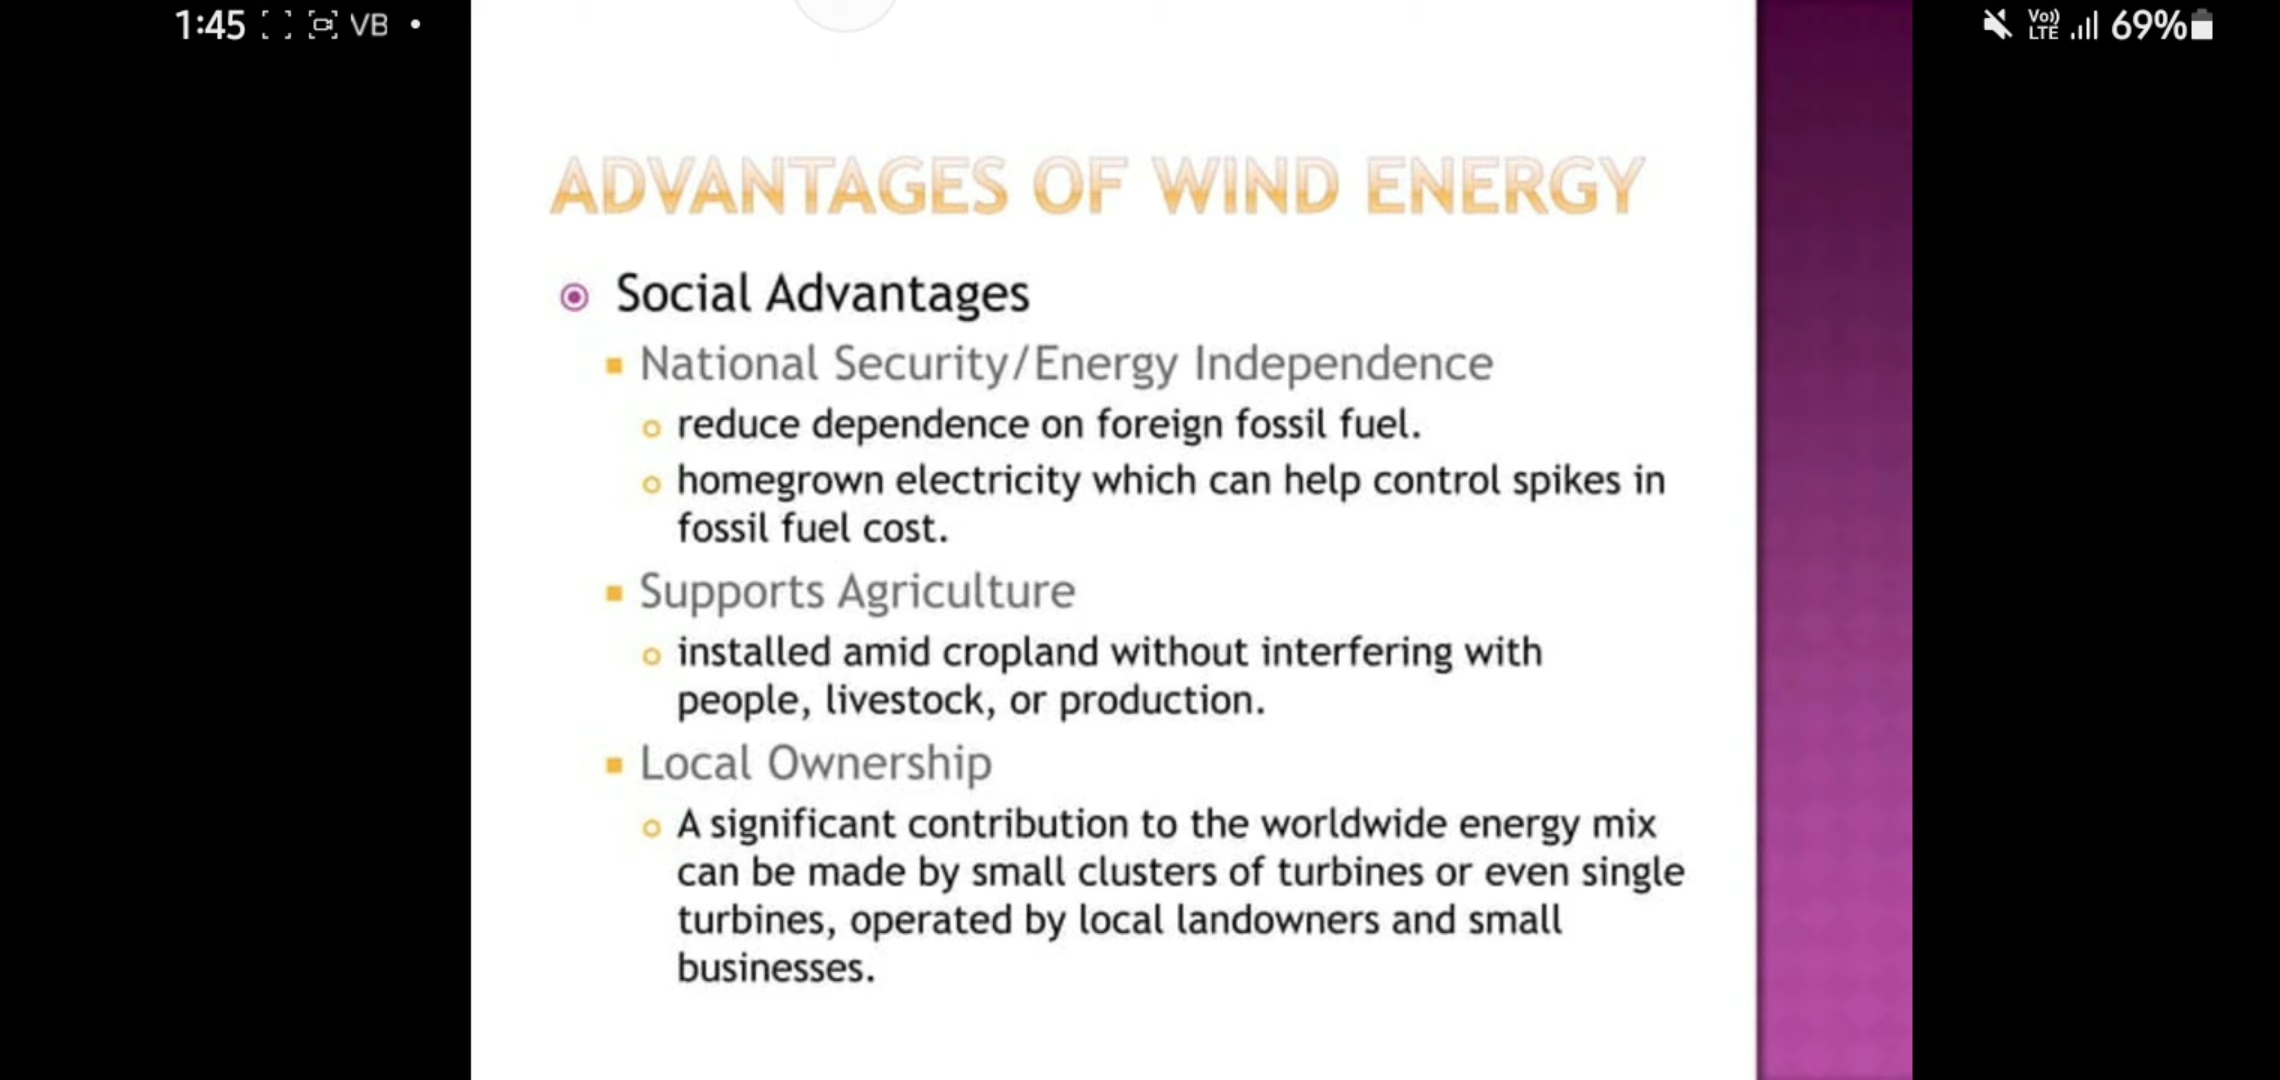 1:45 VB
Vo)) LTE 69%
ADVANTAGES OF WIND ENERGY
Social Advantages
National Security/Energy Independence
reduce dependence on foreign fossil fuel.
homegrown electricity which can help control spikes in
fossil fuel cost.
Supports Agriculture
installed amid cropland without interfering with
people, livestock, or production.
Local Ownership
A significant contribution to the worldwide energy mix
can be made by small clusters of turbines or even single
turbines, operated by local landowners and small
businesses.